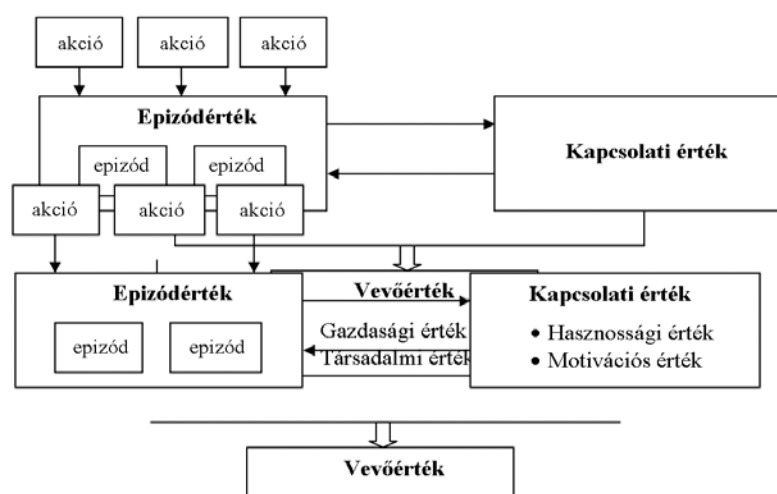 akció akció akció
Epizódérték
Kapcsolati érték
epizód epizód
akció akció akció
Epizódérték
Vevőérték
Kapcsolati érték
Gazdasági érték
Társadalmi érték
• Hasznossági érték
• Motivációs érték
epizód epizód
Vevőérték